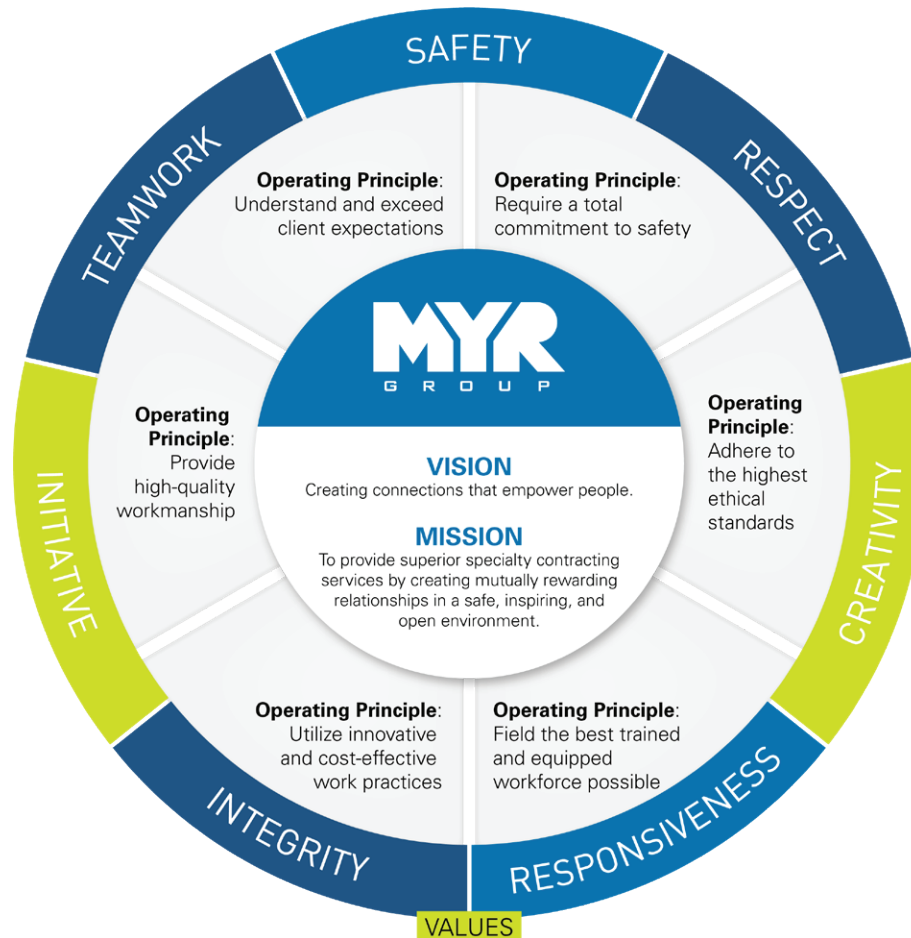 SAFETY
RESPECT
CREATIVITY
RESPONSIVENESS
INTEGRITY
INITIATIVE
TEAMWORK
Operating Principle:
Understand and exceed
client expectations
Operating Principle:
Require a total
commitment to safety
Operating
Principle:
Adhere to
the highest
ethical
standards
Operating Principle:
Field the best trained
and equipped
workforce possible
Operating Principle:
Utilize innovative
and cost-effective
work practices
Operating
Principle:
Provide
high-quality
workmanship
MYR
GROUP
VISION
Creating connections that empower people.
MISSION
To provide superior specialty contracting
services by creating mutually rewarding
relationships in a safe, inspiring, and
open environment.
VALUES